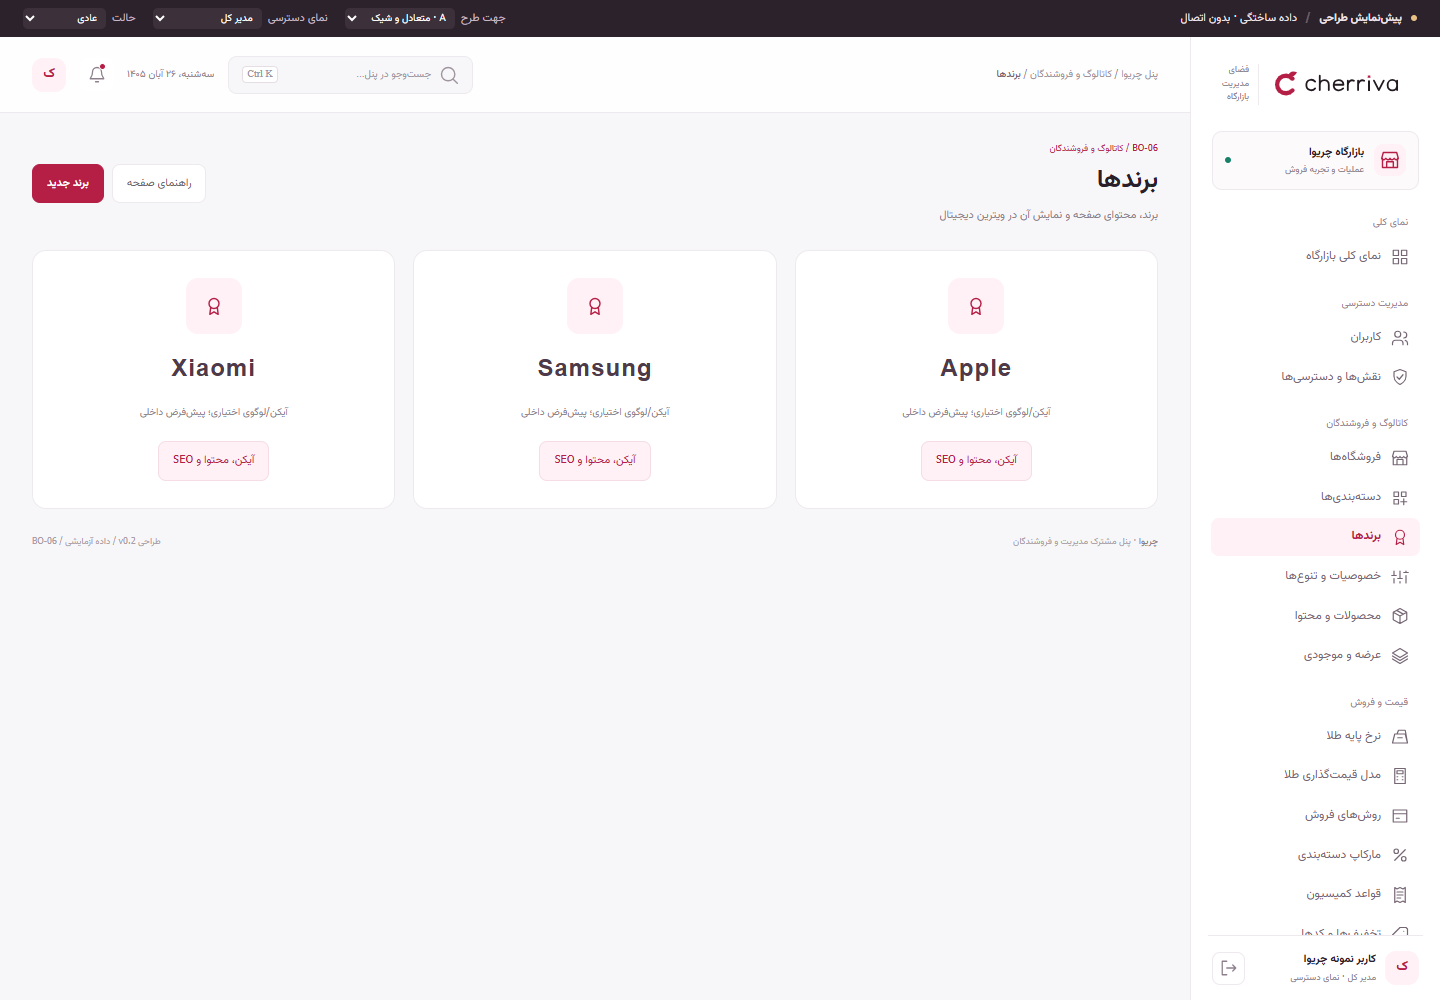 پیش‌نمایش طراحی / داده ساختگی · بدون اتصال
جهت طرح A · متعادل و شیک نمای دسترسی مدیر کل حالت عادی
cherriva
فضای
مدیریت
بازارگاه
بازارگاه چریوا
عملیات و تجربه فروش
نمای کلی
نمای کلی بازارگاه
مدیریت دسترسی
کاربران
نقش‌ها و دسترسی‌ها
کاتالوگ و فروشندگان
فروشگاه‌ها
دسته‌بندی‌ها
برندها
خصوصیات و تنوع‌ها
محصولات و محتوا
عرضه و موجودی
قیمت و فروش
نرخ پایه طلا
مدل قیمت‌گذاری طلا
روش‌های فروش
مارکاپ دسته‌بندی
قواعد کمیسیون
تخفیف‌ها و کدها
ک
کاربر نمونه چریوا
مدیر کل · نمای دسترسی
پنل چریوا / کاتالوگ و فروشندگان / برندها
جست‌وجو در پنل... Ctrl K
سه‌شنبه، ۲۶ آبان ۱۴۰۵
ک
BO-06 / کاتالوگ و فروشندگان
برندها
برند، محتوای صفحه و نمایش آن در ویترین دیجیتال
راهنمای صفحه
برند جدید
Apple
آیکن/لوگوی اختیاری؛ پیش‌فرض داخلی
آیکن، محتوا و SEO
Samsung
آیکن/لوگوی اختیاری؛ پیش‌فرض داخلی
آیکن، محتوا و SEO
Xiaomi
آیکن/لوگوی اختیاری؛ پیش‌فرض داخلی
آیکن، محتوا و SEO
چریوا · پنل مشترک مدیریت و فروشندگان
طراحی v0.2 / داده آزمایشی / BO-06